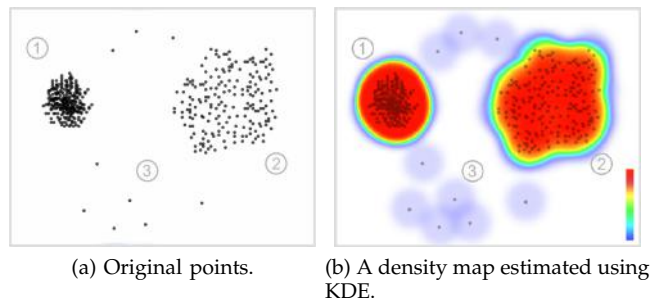 ①
②
③
①
②
③
(a) Original points.
(b) A density map estimated using
KDE.